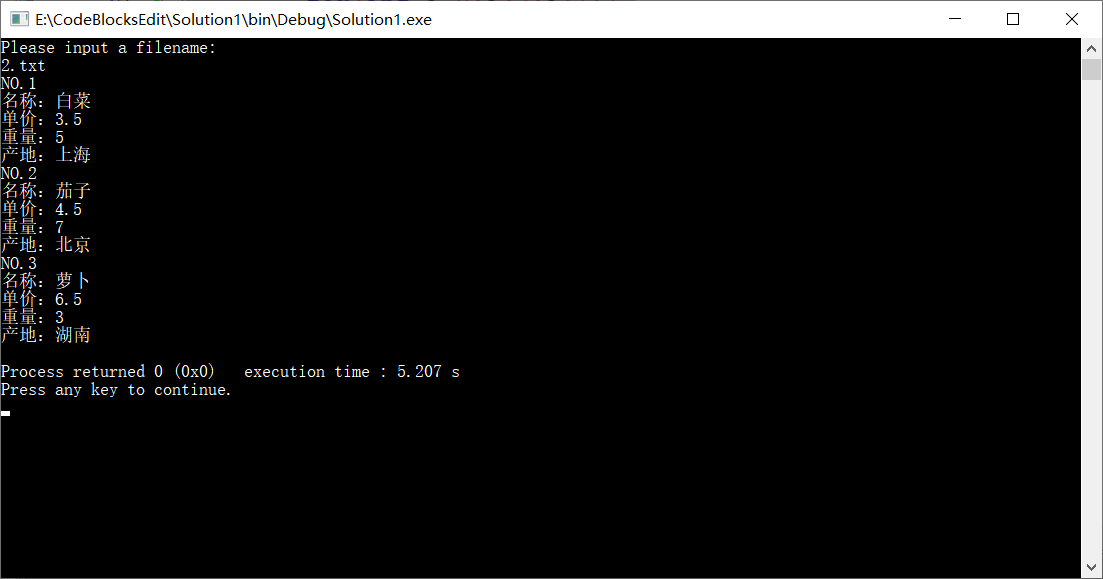 E:\CodeBlocksEdit\Solution1\bin\Debug\Solution1.exe
Please input a filename:
2.txt
NO.1
名称：白菜
单价：3.5
重量：5
产地：上海
NO.2
名称：茄子
单价：4.5
重量：7
产地：北京
NO.3
名称：萝卜
单价：6.5
重量：3
产地：湖南
Process returned 0 (0x0)   execution time : 5.207 s
Press any key to continue.